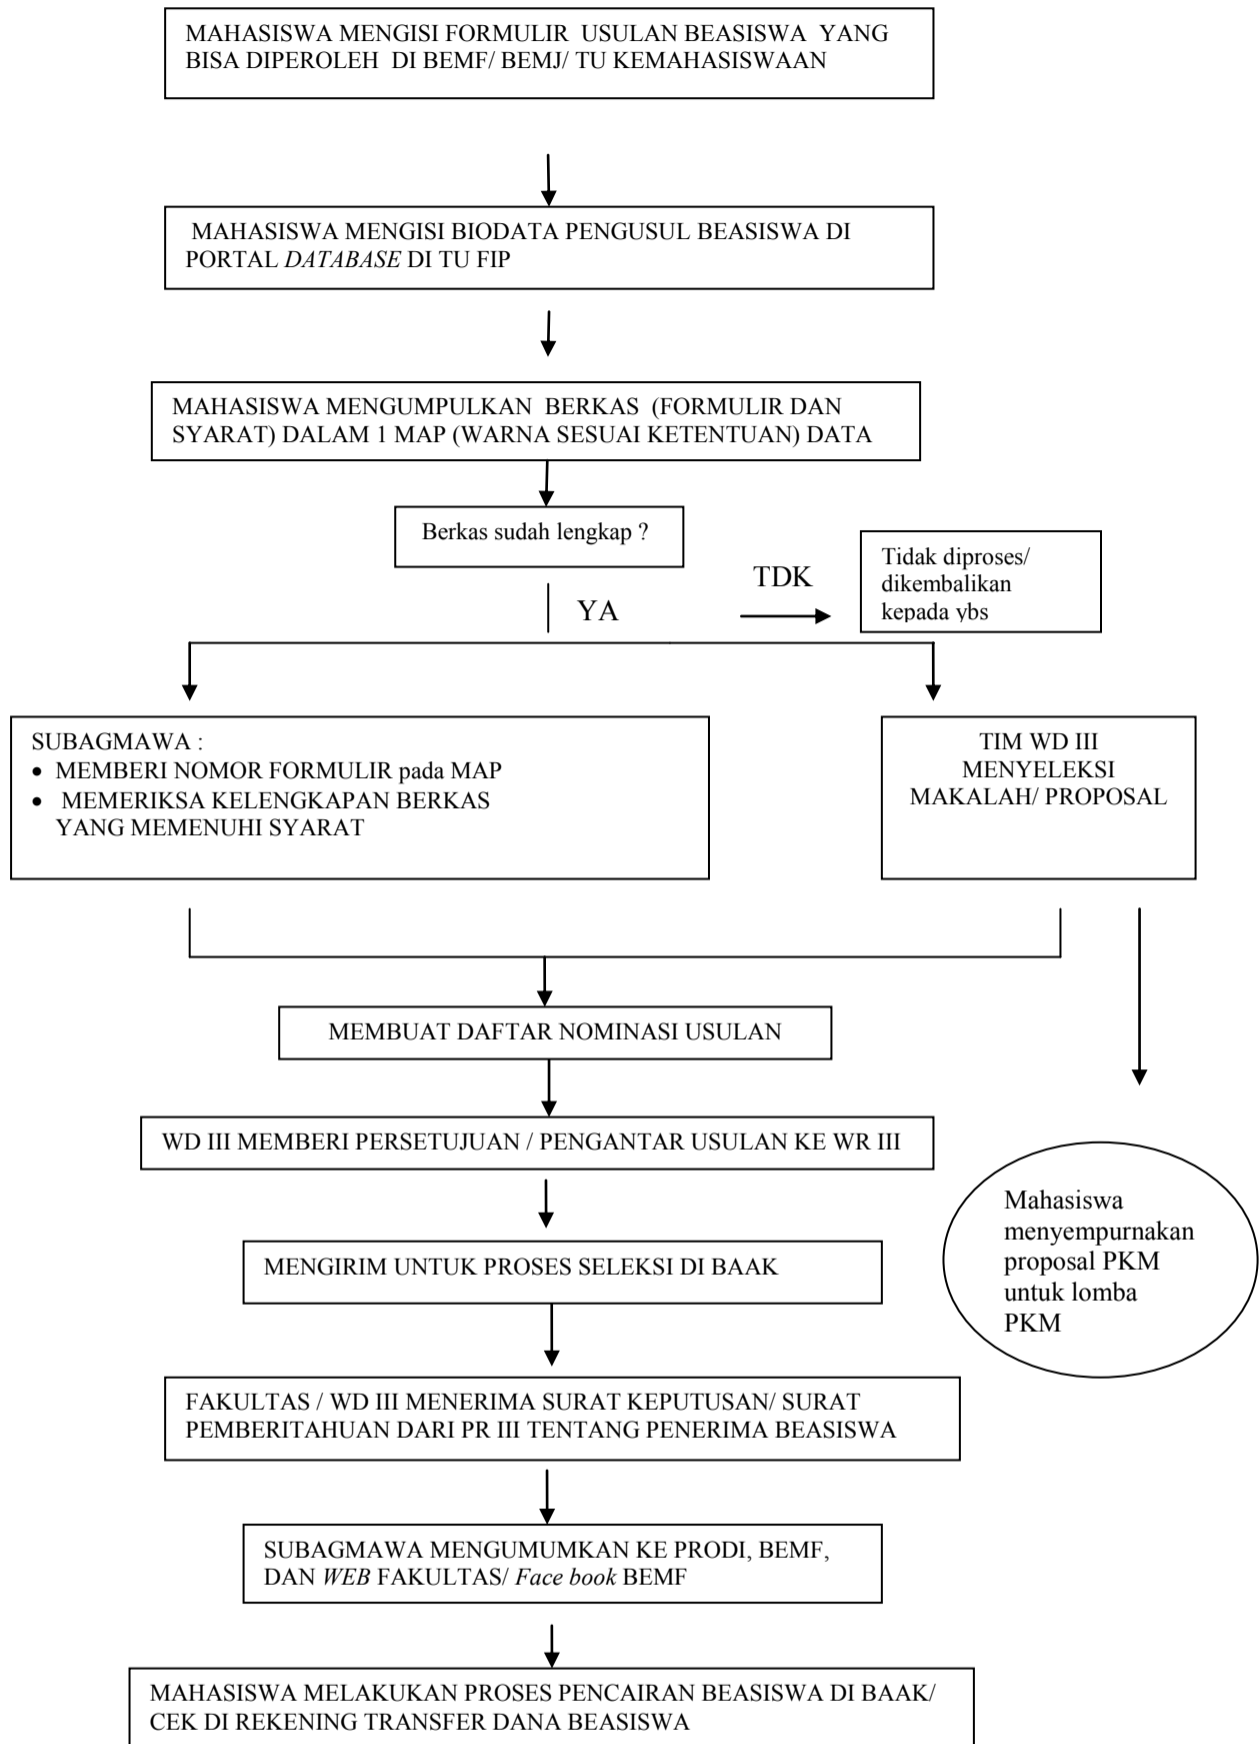 MAHASISWA MENGISI FORMULIR USULAN BEASISWA YANG
BISA DIPEROLEH DI BEMF/ BEMJ/ TU KEMAHASISWAAN
MAHASISWA MENGISI BIODATA PENGUSUL BEASISWA DI
PORTAL DATABASE DI TU FIP
MAHASISWA MENGUMPULKAN BERKAS (FORMULIR DAN
SYARAT) DALAM 1 MAP (WARNA SESUAI KETENTUAN) DATA
Berkas sudah lengkap ?
TDK
YA
Tidak diproses/
dikembalikan
kepada ybs
SUBAGMAWA :
• MEMBERI NOMOR FORMULIR pada MAP
• MEMERIKSA KELENGKAPAN BERKAS
YANG MEMENUHI SYARAT
TIM WD III
MENYELEKSI
MAKALAH/ PROPOSAL
MEMBUAT DAFTAR NOMINASI USULAN
WD III MEMBERI PERSETUJUAN / PENGANTAR USULAN KE WR III
MENGIRIM UNTUK PROSES SELEKSI DI BAAK
Mahasiswa
menyempurnakan
proposal PKM
untuk lomba
PKM
FAKULTAS / WD III MENERIMA SURAT KEPUTUSAN/ SURAT
PEMBERITAHUAN DARI PR III TENTANG PENERIMA BEASISWA
SUBAGMAWA MENGUMUMKAN KE PRODI, BEMF,
DAN WEB FAKULTAS/ Face book BEMF
MAHASISWA MELAKUKAN PROSES PENCAIRAN BEASISWA DI BAAK/
CEK DI REKENING TRANSFER DANA BEASISWA